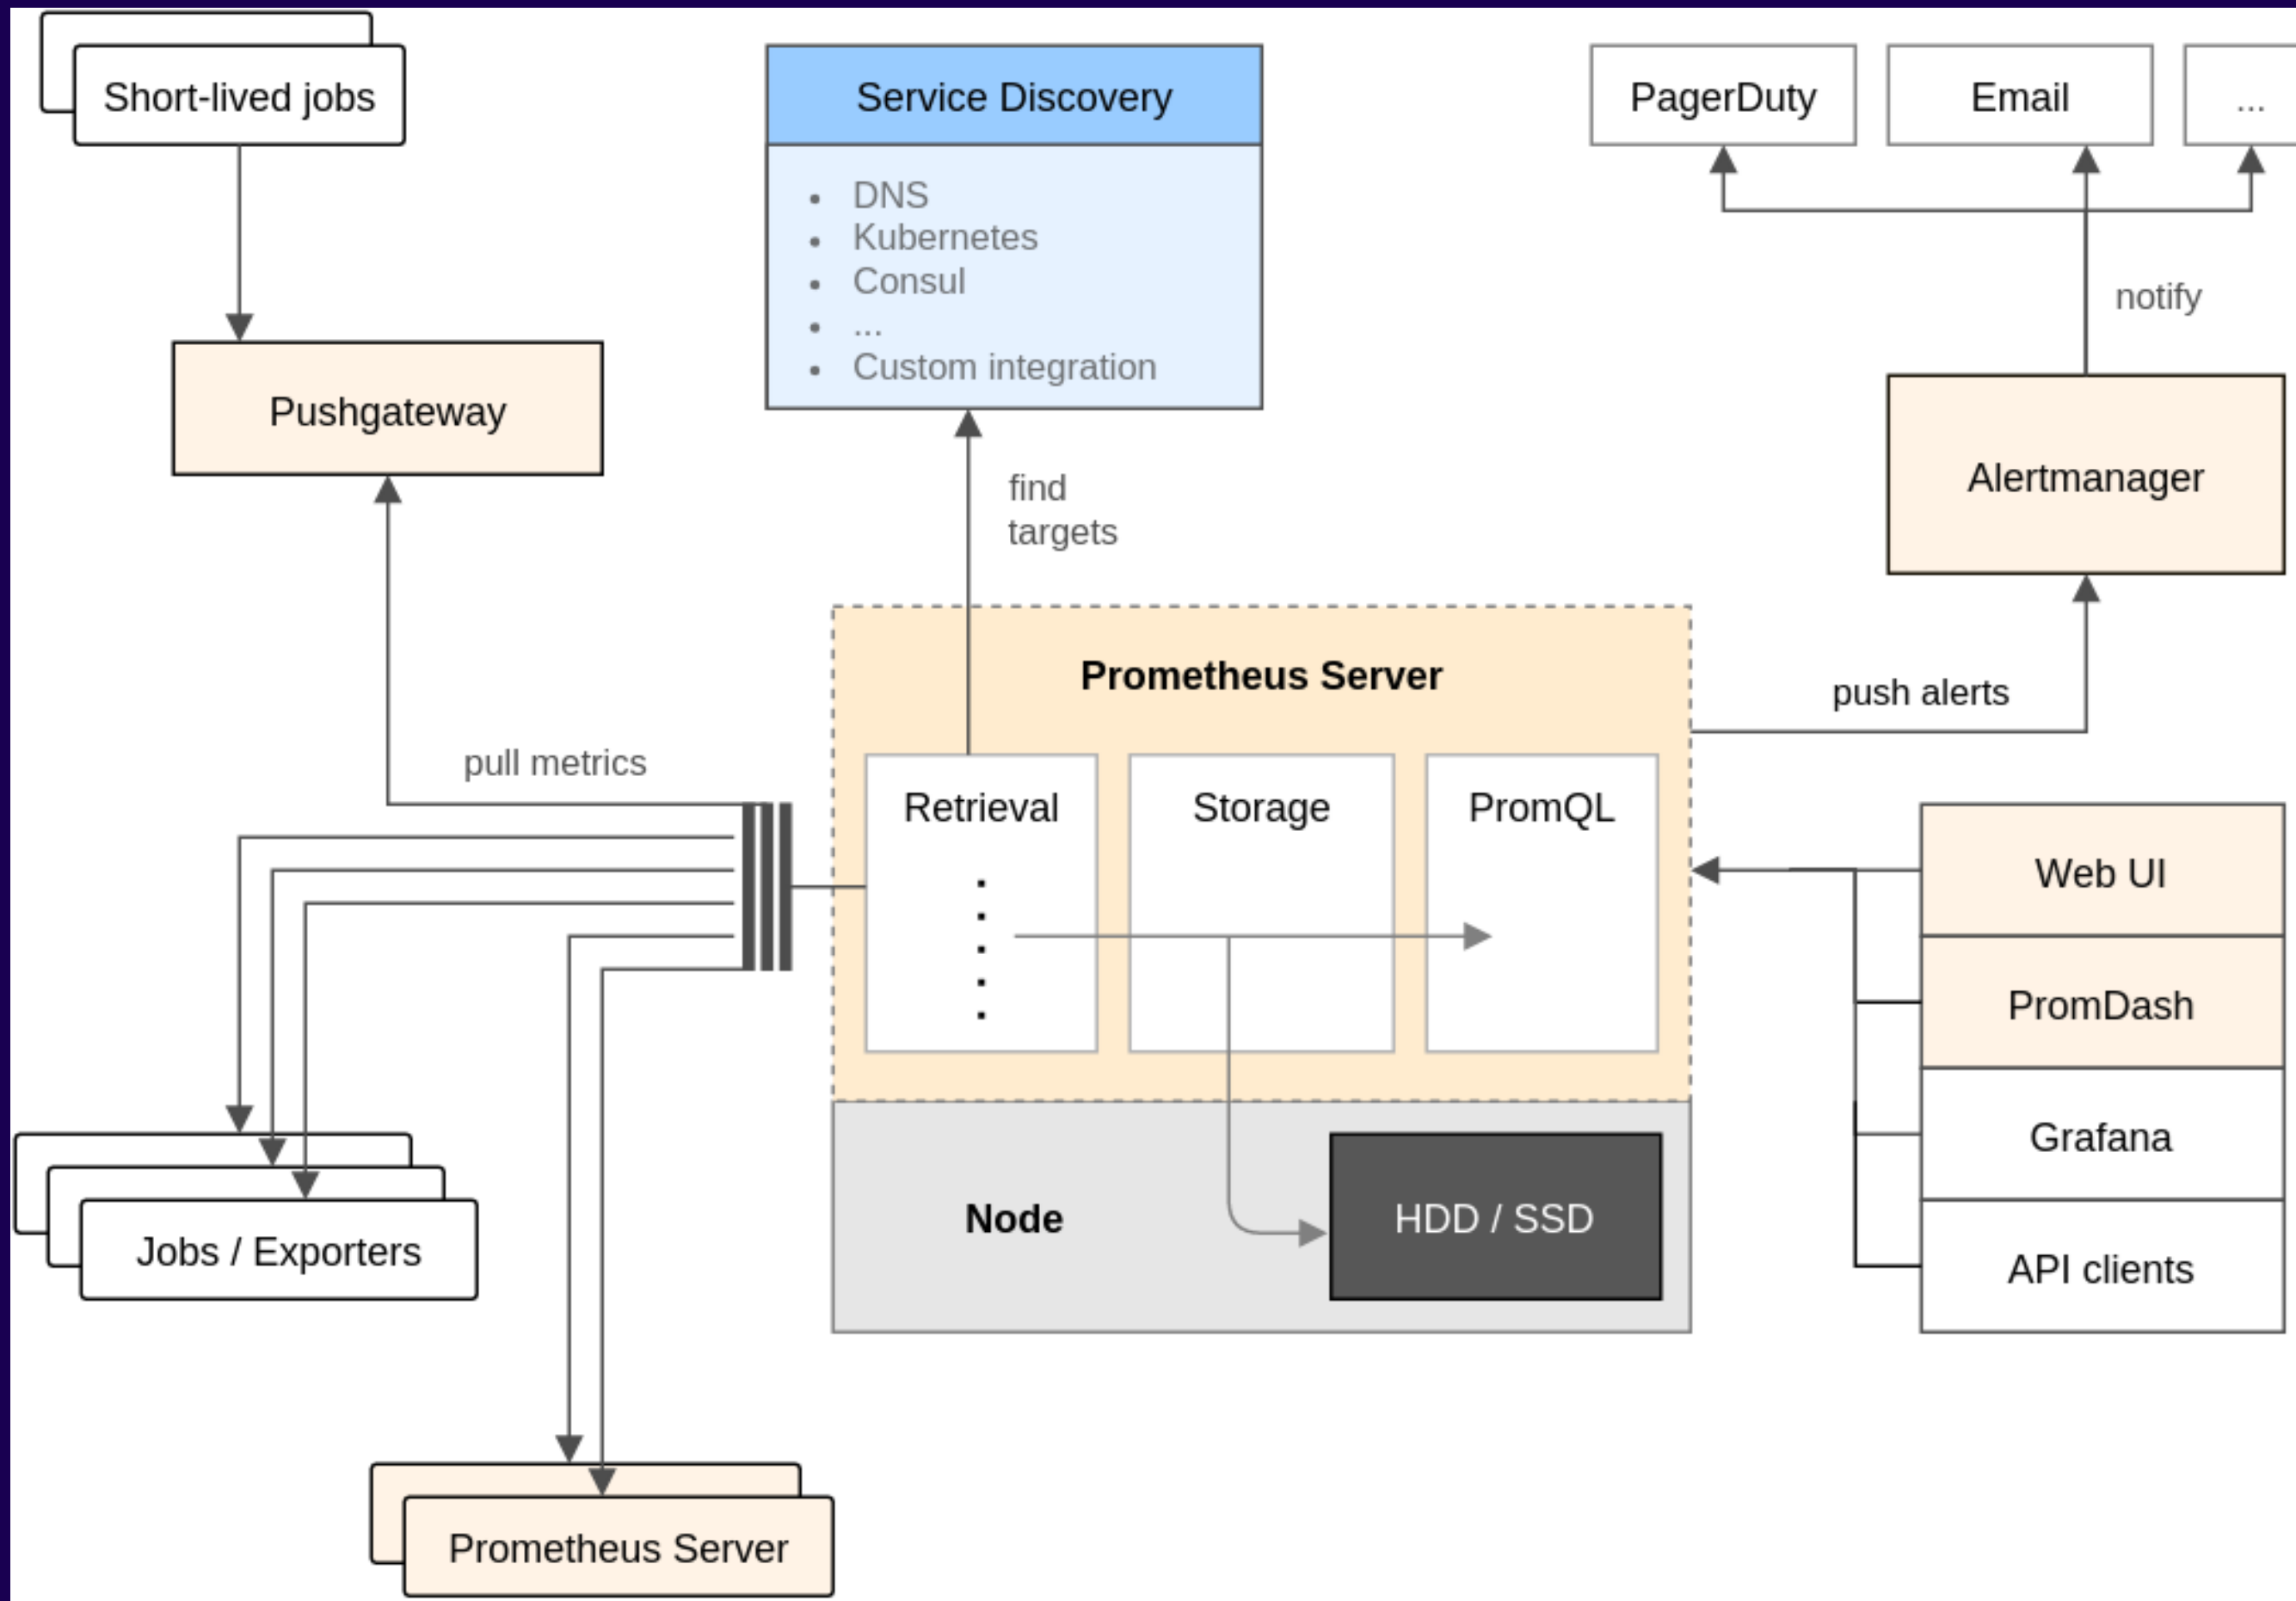 Short-lived jobs
Service Discovery
PagerDuty
Email
...
• DNS
• Kubernetes
• Consul
• ...
• Custom integration
notify
Pushgateway
find
targets
Alertmanager
Prometheus Server
push alerts
pull metrics
Retrieval
Storage
PromQL
Web UI
PromDash
Grafana
API clients
Node
HDD / SSD
Jobs / Exporters
Prometheus Server